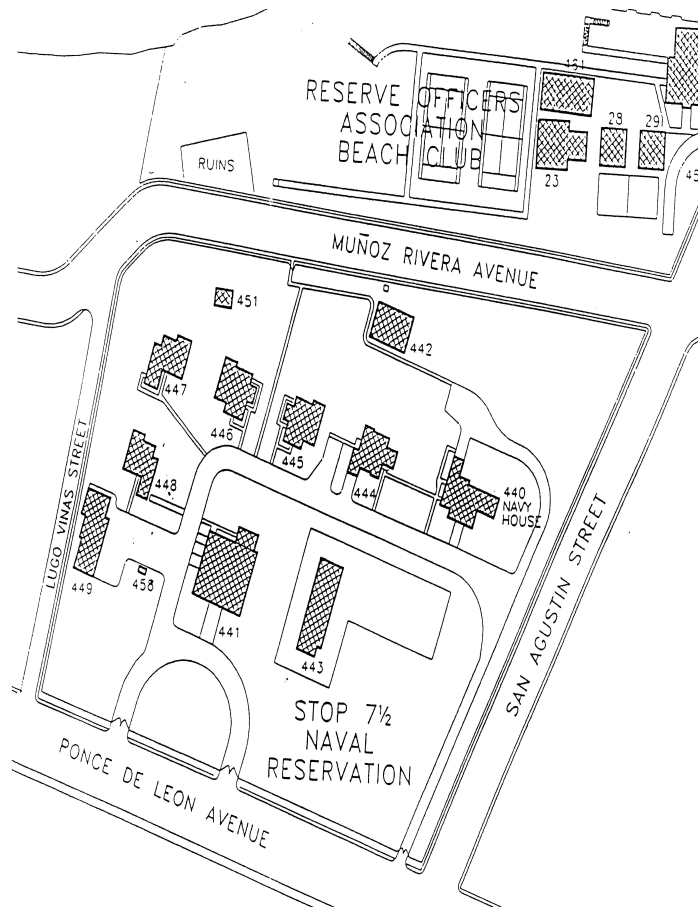 161
RESERVE OFFICERS
ASSOCIATION
BEACH CLUB
28
29
23
45
RUINS
MUÑOZ RIVERA AVENUE
451
442
447
446
445
444
440
NAVY
HOUSE
448
449
458
441
443
LUGO VINAS STREET
SAN AGUSTIN STREET
STOP 7½
NAVAL
RESERVATION
PONCE DE LEON AVENUE